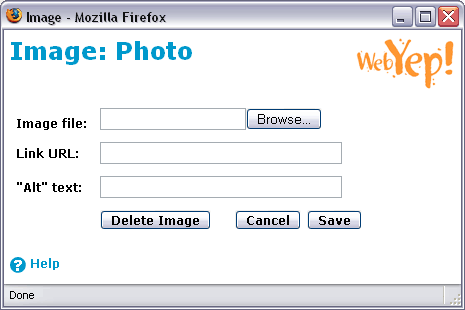 Image - Mozilla Firefox
Image: Photo
WebYep!
Image file: Browse...
Link URL:
"Alt" text:
Delete Image Cancel Save
? Help
Done